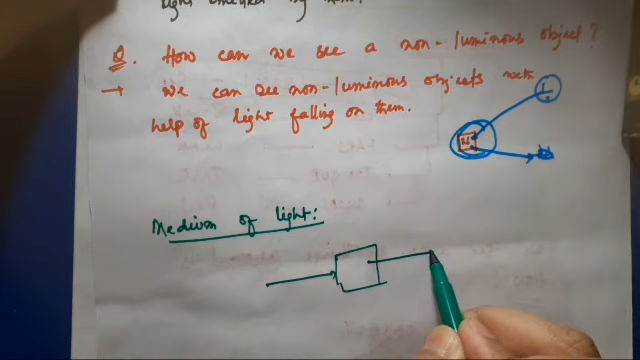 Q. How can we see a non-luminous object?
→ We can see non-luminous objects with
help of light falling on them.
L
N
Medium of light: